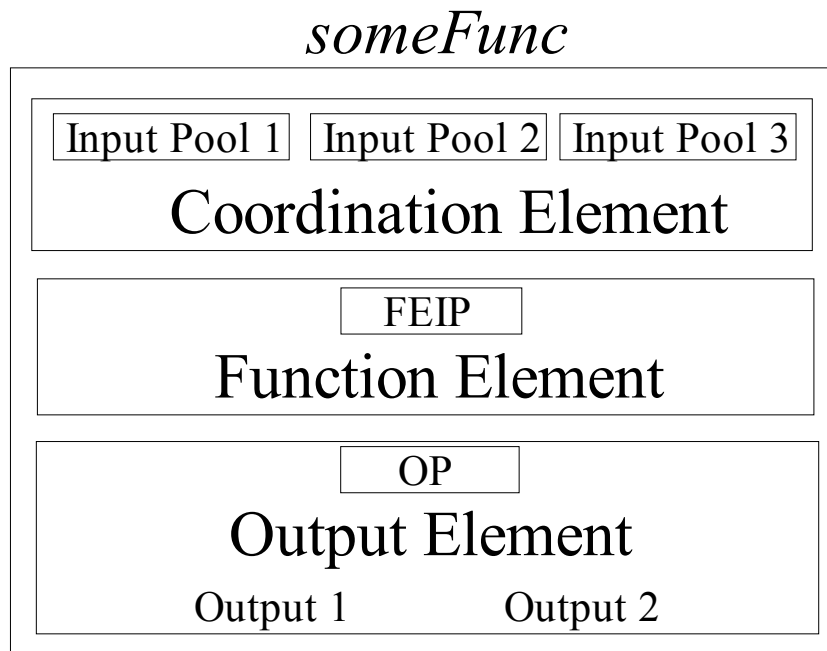 someFunc
Input Pool 1 Input Pool 2 Input Pool 3
Coordination Element
FEIP
Function Element
OP
Output Element
Output 1 Output 2